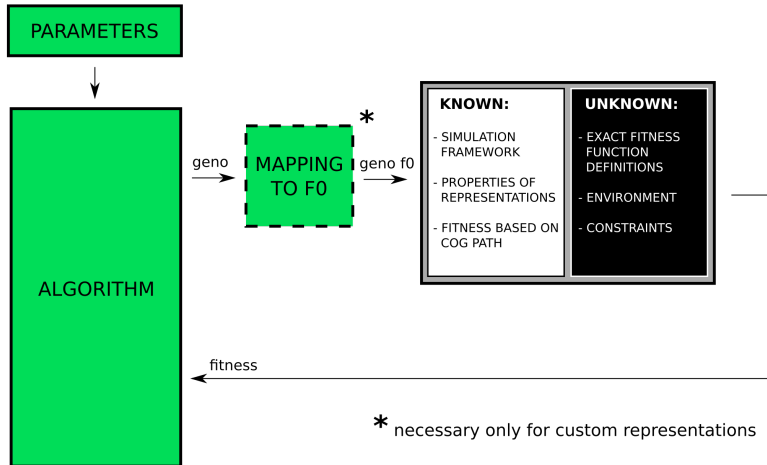 PARAMETERS
ALGORITHM
geno
*
MAPPING
TO F0
geno f0
KNOWN:
- SIMULATION
FRAMEWORK
- PROPERTIES OF
REPRESENTATIONS
- FITNESS BASED ON
COG PATH
UNKNOWN:
- EXACT FITNESS
FUNCTION
DEFINITIONS
- ENVIRONMENT
- CONSTRAINTS
fitness
* necessary only for custom representations